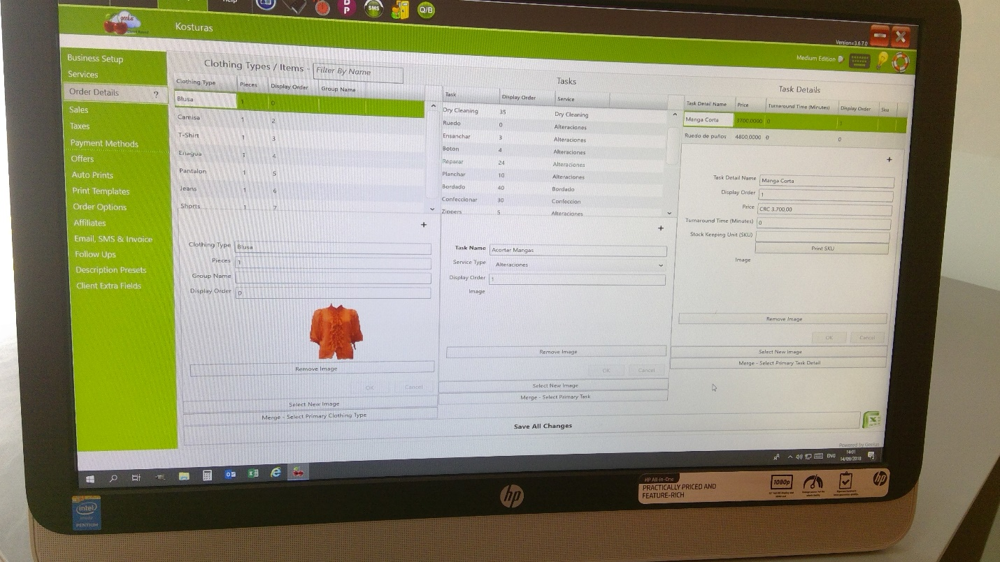 Help
D
P
SMS
Q/B
geelus
Kosturas
Version=3.6.7.0
Medium Edition
Business Setup
Services
Order Details ?
Sales
Taxes
Payment Methods
Offers
Auto Prints
Print Templates
Order Options
Affiliates
Email, SMS & Invoice
Follow Ups
Description Presets
Client Extra Fields
Clothing Types / Items - Filter By Name
Clothing Type Pieces Display Order Group Name
Blusa 1 0
Camisa 1 2
T-Shirt 1 3
Enagua 1 4
Pantalon 1 5
Jeans 1 6
Shorts 1 7
+
Clothing Type Blusa
Pieces 1
Group Name
Display Order 0
Remove Image
OK Cancel
Select New Image
Merge - Select Primary Clothing Type
Tasks
Task Display Order Service
Dry Cleaning 35 Dry Cleaning
Ruedo 0 Alteraciones
Ensanchar 3 Alteraciones
Boton 4 Alteraciones
Reparar 24 Alteraciones
Planchar 10 Alteraciones
Bordado 40 Bordado
Confeccionar 30 Confeccion
Zippers 5 Alteraciones
+
Task Name Acortar Mangas
Service Type Alteraciones
Display Order 1
Image
Remove Image
OK Cancel
Select New Image
Merge - Select Primary Task
Task Details
Task Detail Name Price Turnaround Time (Minutes) Display Order Sku
Manga Corta 3700,0000 0 1
Ruedo de puños 4800,0000 0 0
+
Task Detail Name Manga Corta
Display Order 1
Price CRC 3.700,00
Turnaround Time (Minutes) 0
Stock Keeping Unit (SKU)
Print SKU
Image
Remove Image
OK Cancel
Select New Image
Merge - Select Primary Task Detail
Save All Changes
Powered by Geelus
ENG
14:01
14/09/2018
intel
inside
PENTIUM
hp
HP All-in-One
PRACTICALLY PRICED AND
FEATURE-RICH
1080p
hp